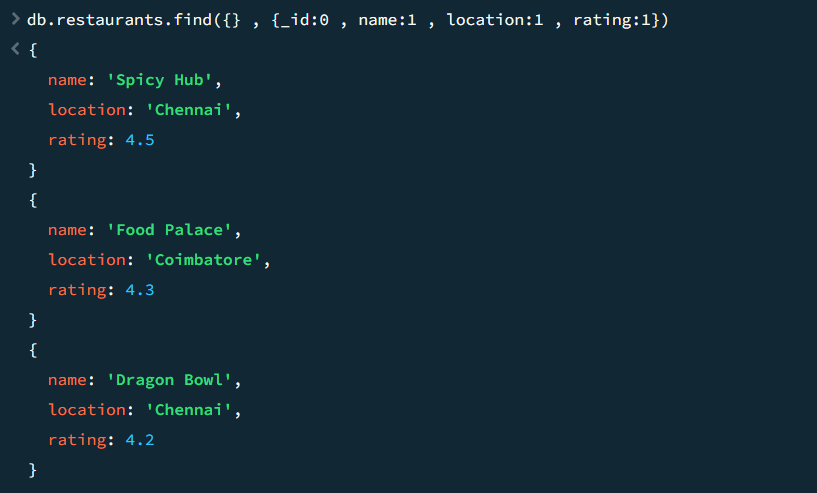 > db.restaurants.find({} , {_id:0 , name:1 , location:1 , rating:1})
< {
name: 'Spicy Hub',
location: 'Chennai',
rating: 4.5
}
{
name: 'Food Palace',
location: 'Coimbatore',
rating: 4.3
}
{
name: 'Dragon Bowl',
location: 'Chennai',
rating: 4.2
}